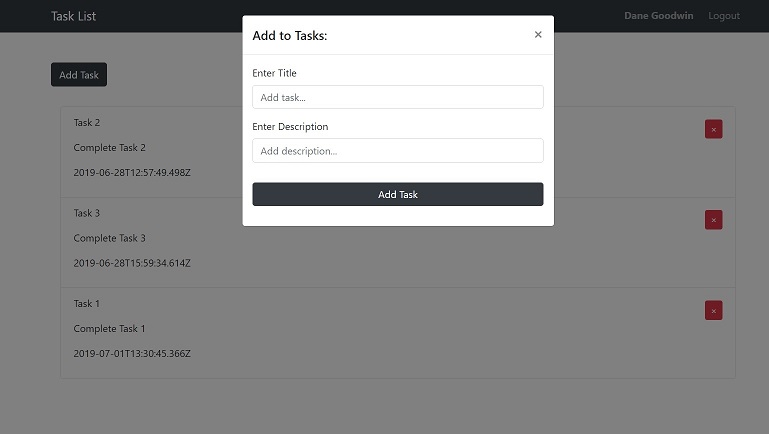 Task List
Dane Goodwin Logout
Add to Tasks: ×
Enter Title
Add task...
Enter Description
Add description...
Add Task
Add Task
Task 2
Complete Task 2
2019-06-28T12:57:49.498Z
×
Task 3
Complete Task 3
2019-06-28T15:59:34.614Z
×
Task 1
Complete Task 1
2019-07-01T13:30:45.366Z
×